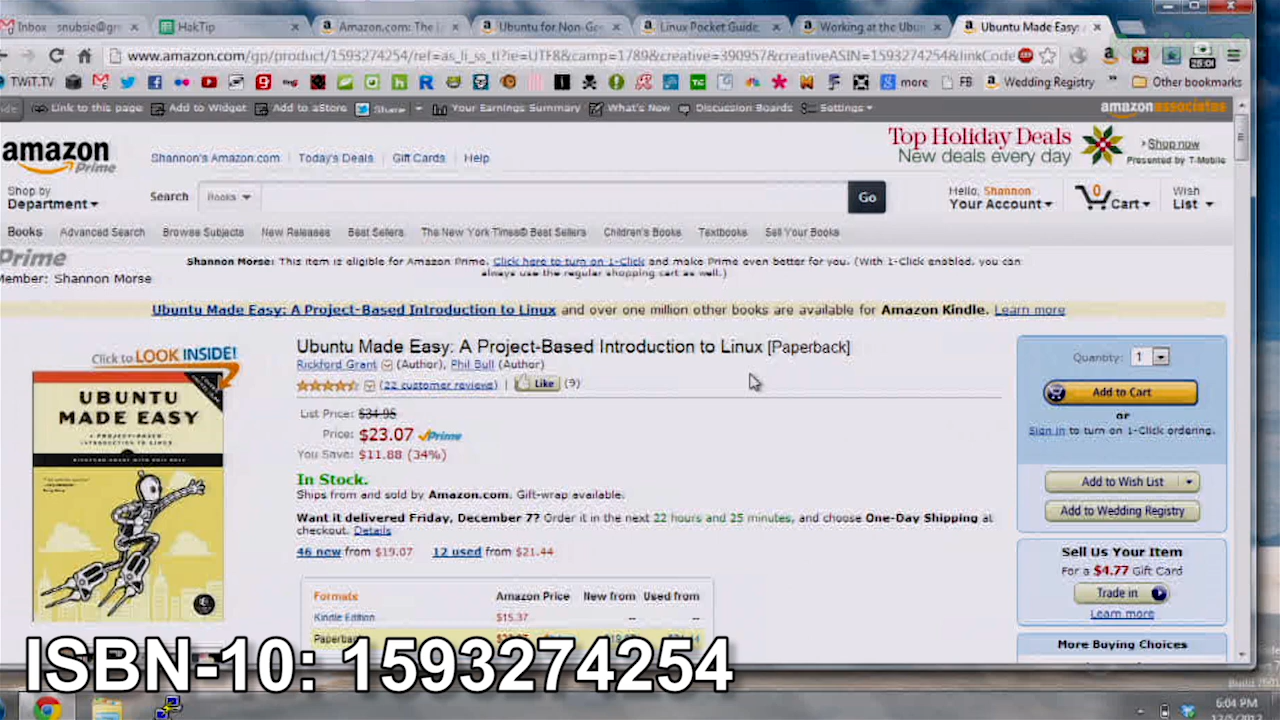 Inbox snubsie@gm
HakTip
Amazon.com: The L
Ubuntu for Non-Ge
Linux Pocket Guide
Working at the Ubun
Ubuntu Made Easy:
www.amazon.com/gp/product/1593274254/ref=as_li_ss_tl?ie=UTF8&camp=1789&creative=390957&creativeASIN=1593274254&linkCode
TWiT.TV
more
FB
Wedding Registry
Other bookmarks
Link to this page
Add to Widget
Add to aStore
Share
Your Earnings Summary
What's New
Discussion Boards
Settings
amazon associates
amazon
Prime
Shannon's Amazon.com
Today's Deals
Gift Cards
Help
Top Holiday Deals
New deals every day
Shop now
Presented by T-Mobile
Shop by
Department
Search
Books
Go
Hello, Shannon
Your Account
0
Cart
Wish
List
Books
Advanced Search
Browse Subjects
New Releases
Best Sellers
The New York Times® Best Sellers
Children's Books
Textbooks
Sell Your Books
Prime
Member: Shannon Morse
Shannon Morse: This item is eligible for Amazon Prime. Click here to turn on 1-Click and make Prime even better for you. (With 1-Click enabled, you can
always use the regular shopping cart as well.)
Ubuntu Made Easy: A Project-Based Introduction to Linux and over one million other books are available for Amazon Kindle. Learn more
Click to LOOK INSIDE!
UBUNTU
MADE EASY
A PROJECT-BASED
INTRODUCTION TO LINUX
RICKFORD GRANT WITH PHIL BULL
Ubuntu Made Easy: A Project-Based Introduction to Linux [Paperback]
Rickford Grant (Author), Phil Bull (Author)
(22 customer reviews) | Like (9)
List Price: $34.95
Price: $23.07 Prime
You Save: $11.88 (34%)
In Stock.
Ships from and sold by Amazon.com. Gift-wrap available.
Want it delivered Friday, December 7? Order it in the next 22 hours and 25 minutes, and choose One-Day Shipping at
checkout. Details
46 new from $19.07
12 used from $21.44
Formats
Amazon Price
New from
Used from
Kindle Edition
$15.37
--
--
Paperback
Quantity: 1
Add to Cart
or
Sign in to turn on 1-Click ordering.
Add to Wish List
Add to Wedding Registry
Sell Us Your Item
For a $4.77 Gift Card
Trade in
Learn more
More Buying Choices
ISBN-10: 1593274254
6:04 PM
12/5/2012